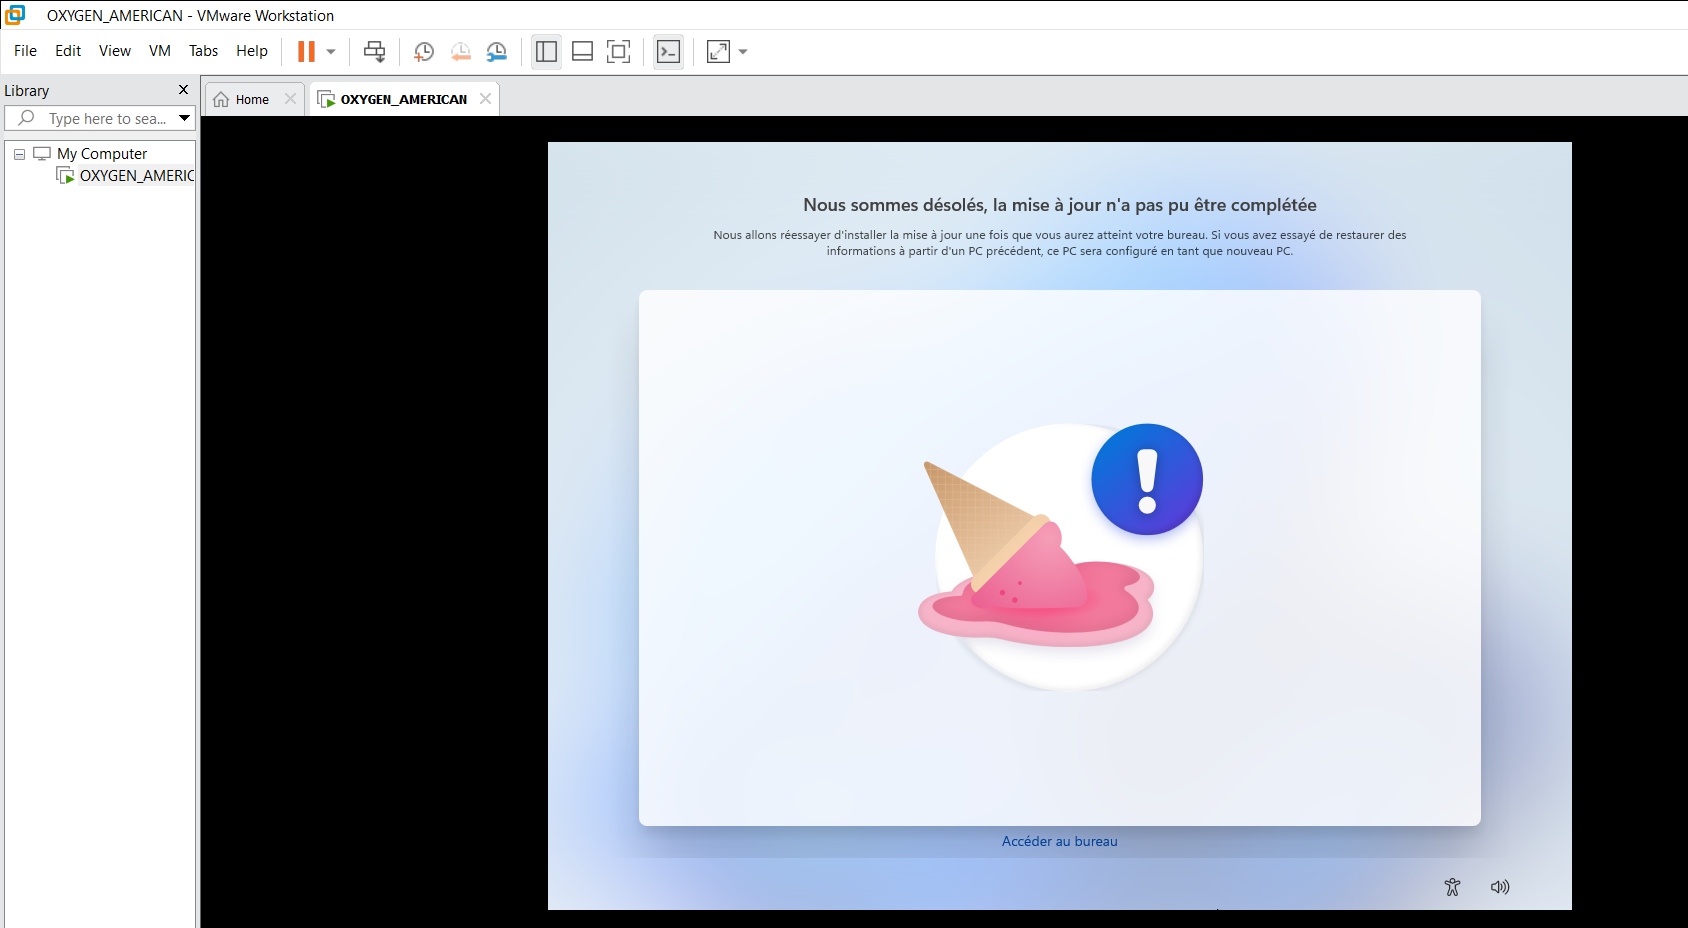 OXYGEN_AMERICAN - VMware Workstation
File Edit View VM Tabs Help
Library
Home
OXYGEN_AMERICAN
Type here to sea...
My Computer
OXYGEN_AMERIC
Nous sommes désolés, la mise à jour n'a pas pu être complétée
Nous allons réessayer d'installer la mise à jour une fois que vous aurez atteint votre bureau. Si vous avez essayé de restaurer des
informations à partir d'un PC précédent, ce PC sera configuré en tant que nouveau PC.
Accéder au bureau